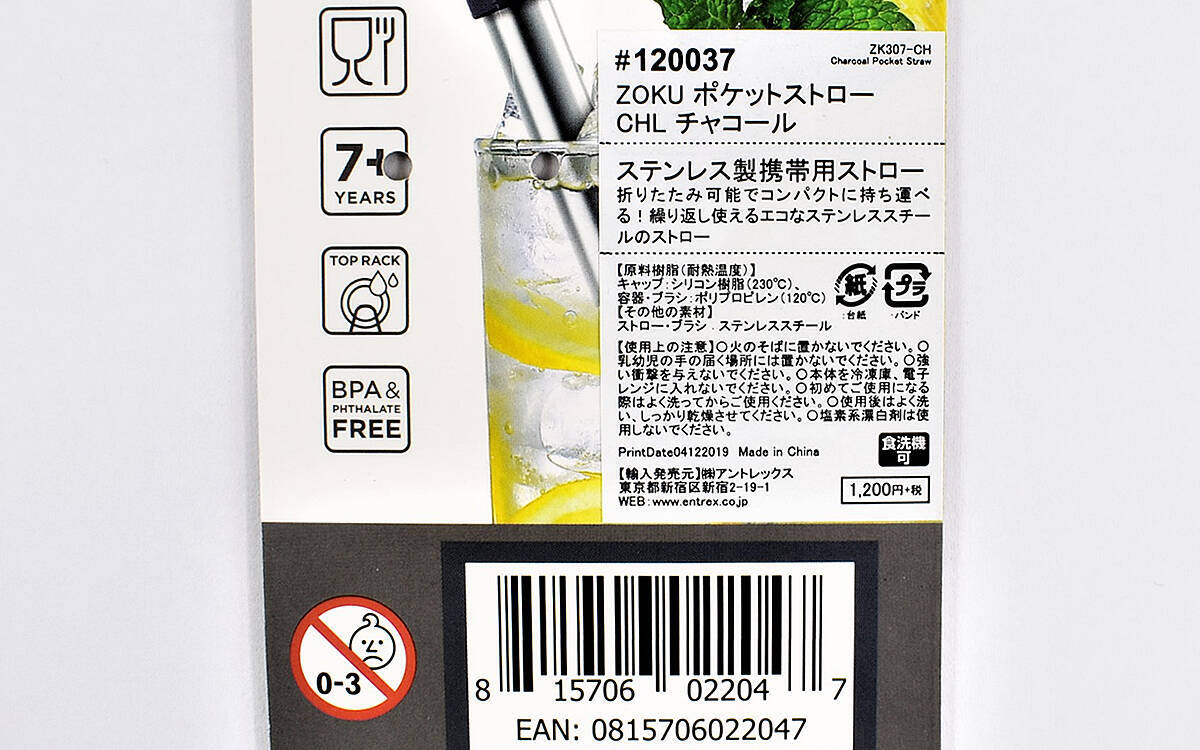 7+
YEARS
TOP RACK
BPA &
PHTHALATE
FREE
#120037
ZK307-CH
Charcoal Pocket Straw
ZOKU ポケットストロー
CHL チャコール
ステンレス製携帯用ストロー
折りたたみ可能でコンパクトに持ち運べ
る！繰り返し使えるエコなステンレススチー
ルのストロー
【原料樹脂（耐熱温度）】
キャップ：シリコン樹脂（230℃）、
容器・ブラシ：ポリプロピレン（120℃）
【その他の素材】
ストロー・ブラシ：ステンレススチール
紙
:台紙
プラ
:バンド
【使用上の注意】○火のそばに置かないでください。○
乳幼児の手の届く場所には置かないでください。○強
い衝撃を与えないでください。○本体を冷凍庫、電子
レンジに入れないでください。○初めてご使用になる
際はよく洗ってからご使用ください。○使用後はよく洗
い、しっかり乾燥させてください。○塩素系漂白剤は使
用しないでください。
食洗機
可
PrintDate04122019 Made in China
【輸入発売元】㈱アントレックス
東京都新宿区新宿2-19-1
WEB：www.entrex.co.jp
1,200円+税
0-3
8 15706 02204 7
EAN: 0815706022047